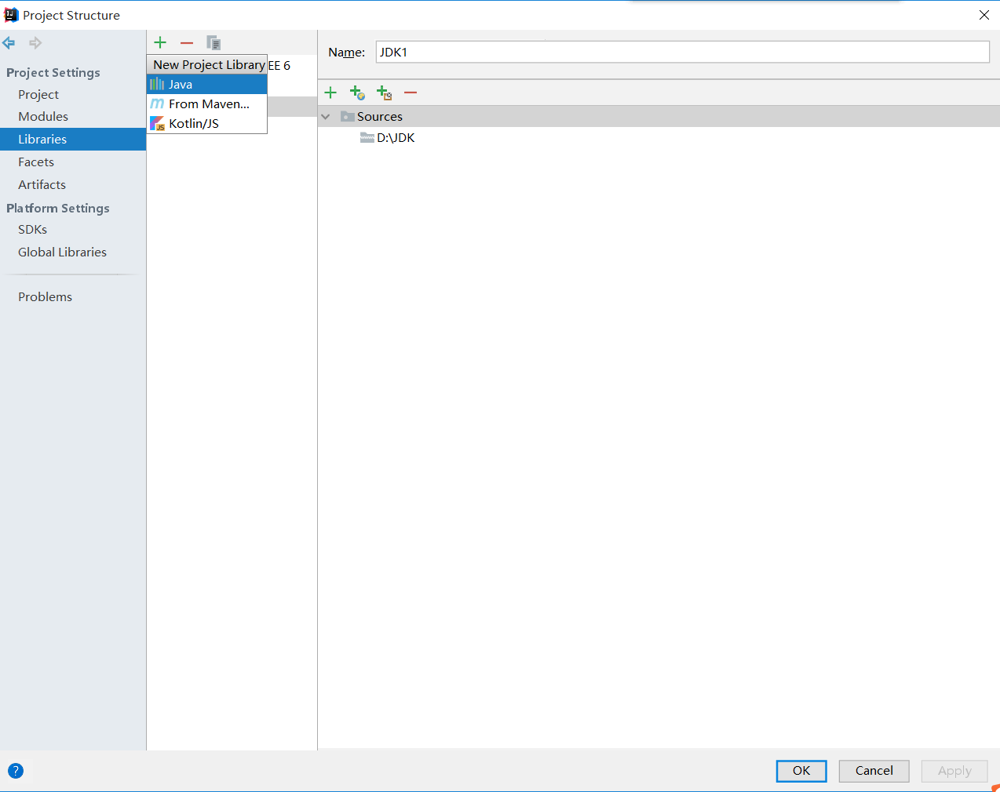 Project Structure
Project Settings
Project
Modules
Libraries
Facets
Artifacts
Platform Settings
SDKs
Global Libraries
Problems
New Project Library
EE 6
Java
From Maven...
Kotlin/JS
Name:
JDK1
Sources
D:\JDK
?
OK
Cancel
Apply